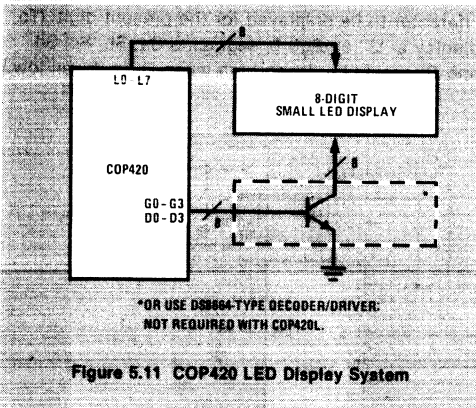 8
L0 - L7
8-DIGIT
SMALL LED DISPLAY
COP420
8
*
G0 - G3
D0 - D3
8
*OR USE DS8864-TYPE DECODER/DRIVER;
NOT REQUIRED WITH COP420L.
Figure 5.11 COP420 LED Display System